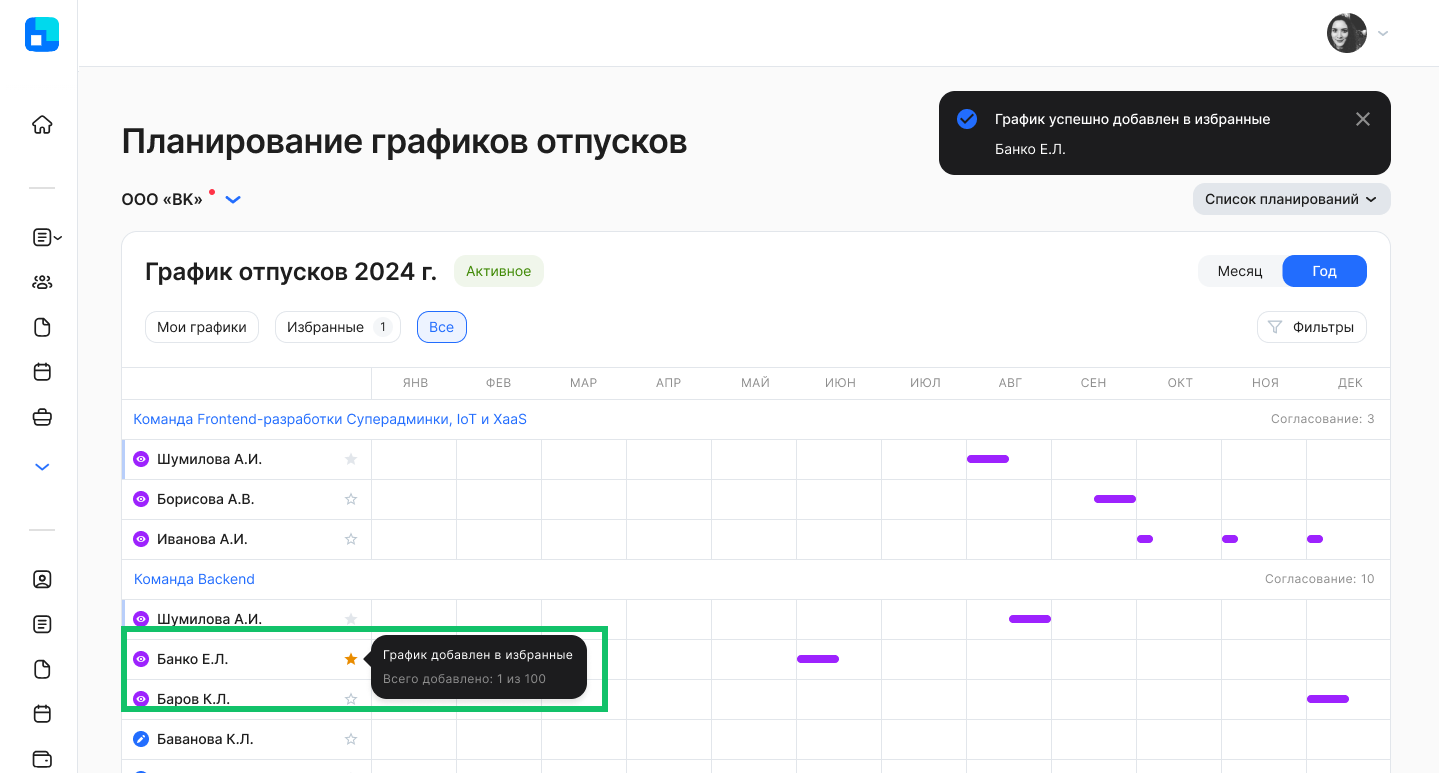 График успешно добавлен в избранные
Банко Е.Л.
Планирование графиков отпусков
ООО «ВК»
Список планирований
График отпусков 2024 г.
Активное
Месяц
Год
Мои графики
Избранные 1
Все
Фильтры
ЯНВ ФЕВ МАР АПР МАЙ ИЮН ИЮЛ АВГ СЕН ОКТ НОЯ ДЕК
Команда Frontend-разработки Суперадминки, IoT и XaaS
Согласование: 3
Шумилова А.И.
Борисова А.В.
Иванова А.И.
Команда Backend
Согласование: 10
Шумилова А.И.
Банко Е.Л.
График добавлен в избранные
Всего добавлено: 1 из 100
Баров К.Л.
Баванова К.Л.